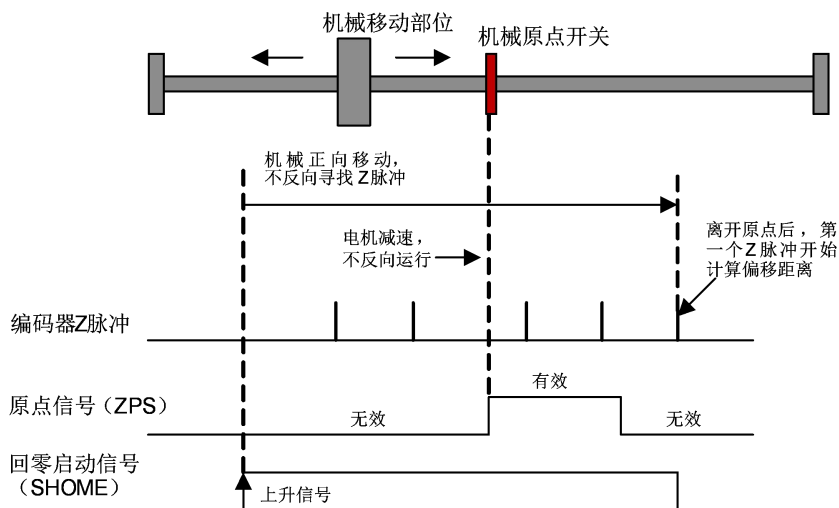 机械移动部位
机械原点开关
机械正向移动，
不反向寻找Z脉冲
电机减速，
不反向运行
离开原点后，第
一个Z脉冲开始
计算偏移距离
编码器Z脉冲
有效
原点信号（ZPS）
无效
无效
回零启动信号
（SHOME）
上升信号